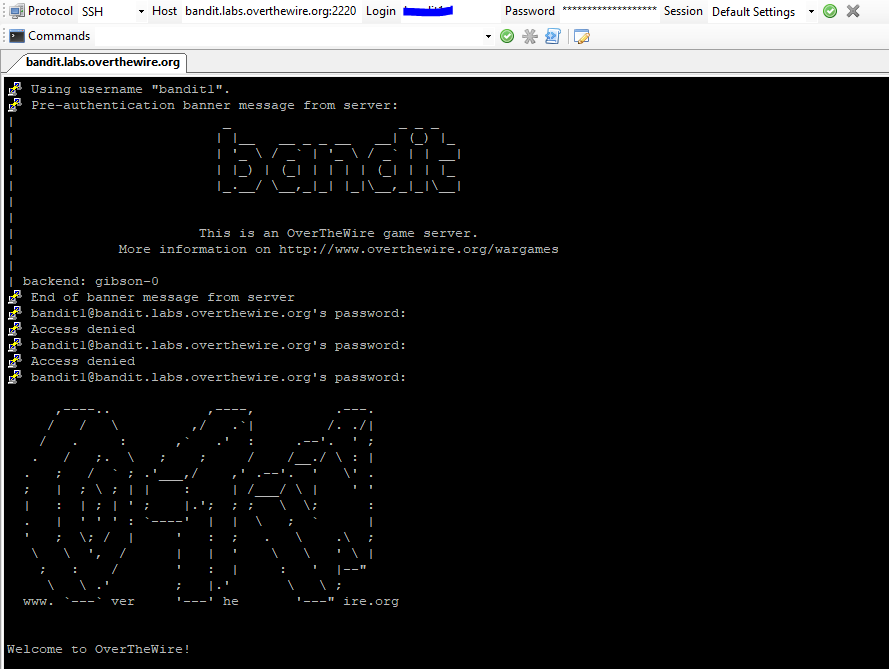 Protocol SSH Host bandit.labs.overthewire.org:2220 Login Password ******************* Session Default Settings
Commands
bandit.labs.overthewire.org
Using username "bandit1".
Pre-authentication banner message from server:
bandit
This is an OverTheWire game server.
More information on http://www.overthewire.org/wargames
| backend: gibson-0
End of banner message from server
bandit1@bandit.labs.overthewire.org's password:
Access denied
bandit1@bandit.labs.overthewire.org's password:
Access denied
bandit1@bandit.labs.overthewire.org's password:
www. `---` ver '---' he '---" ire.org
Welcome to OverTheWire!